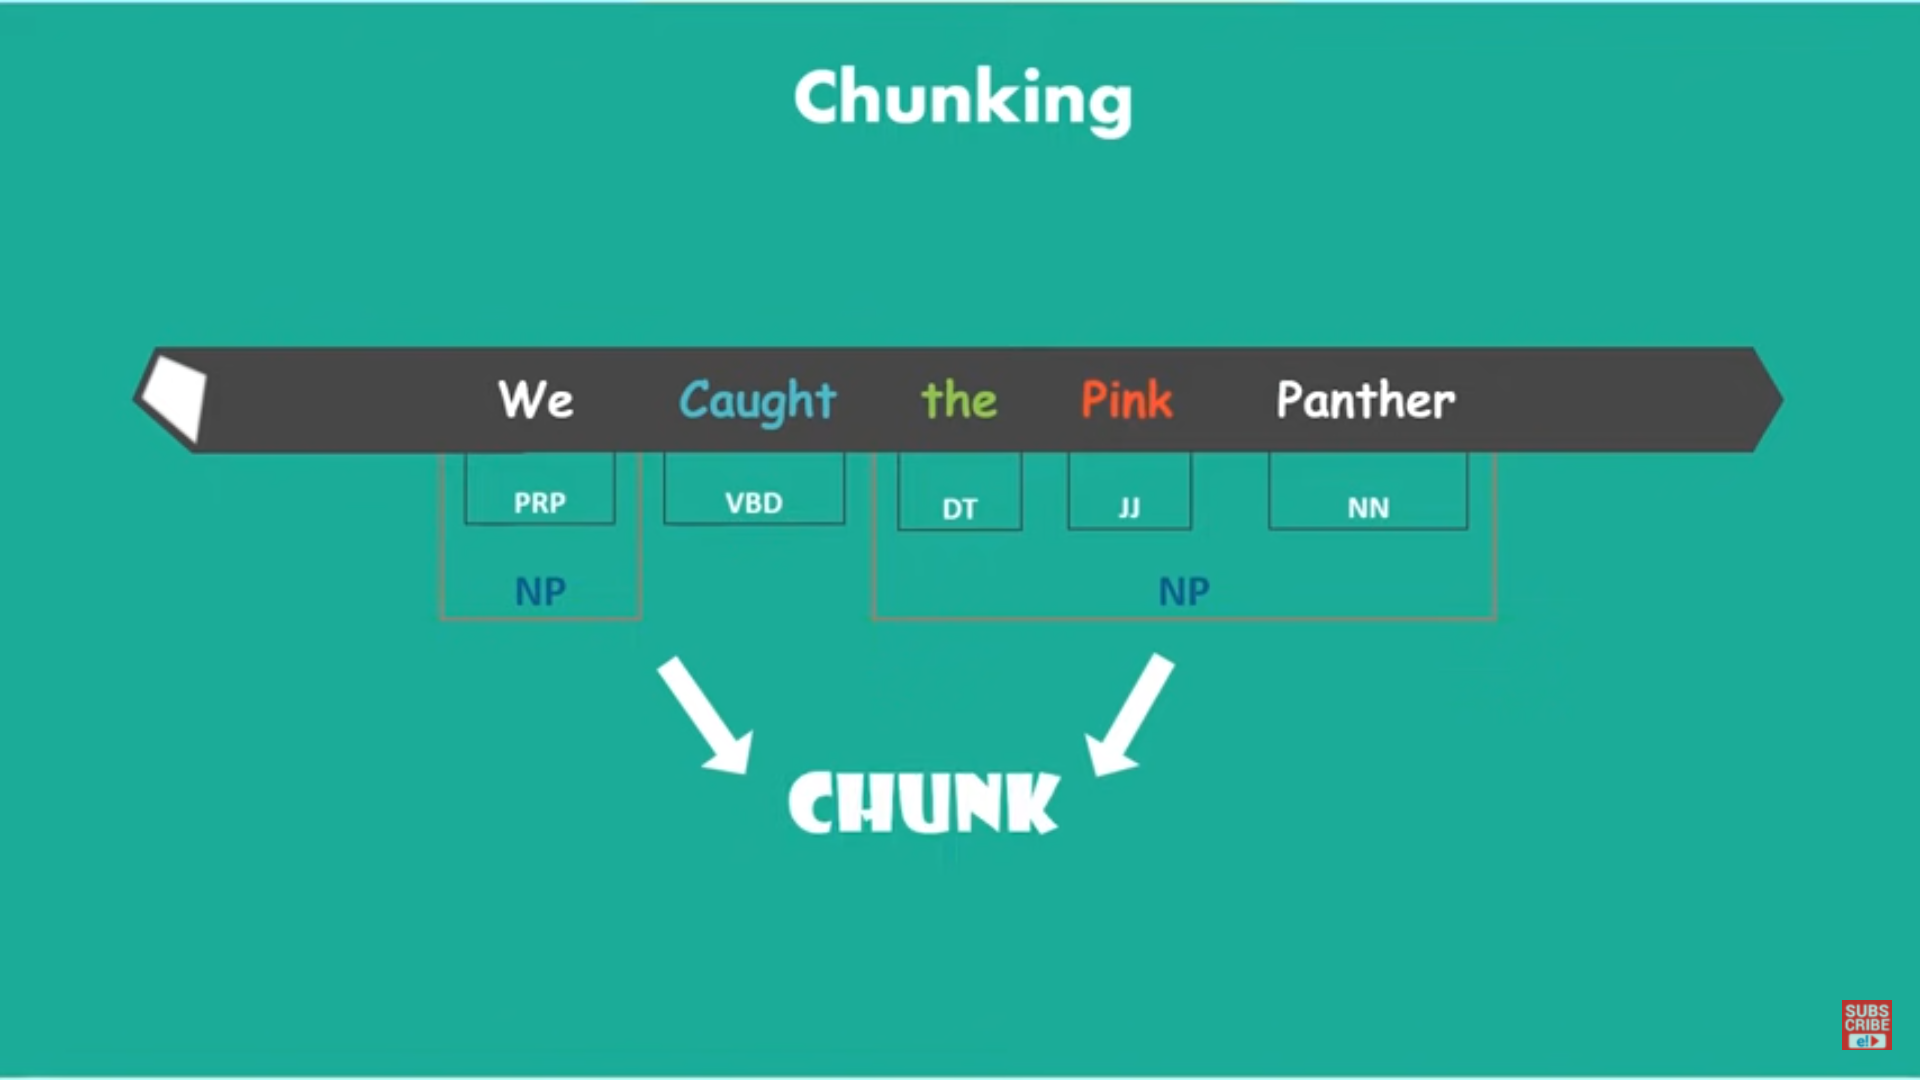 Chunking
We Caught the Pink Panther
PRP VBD DT JJ NN
NP NP
CHUNK
SUBS
CRIBE
e!